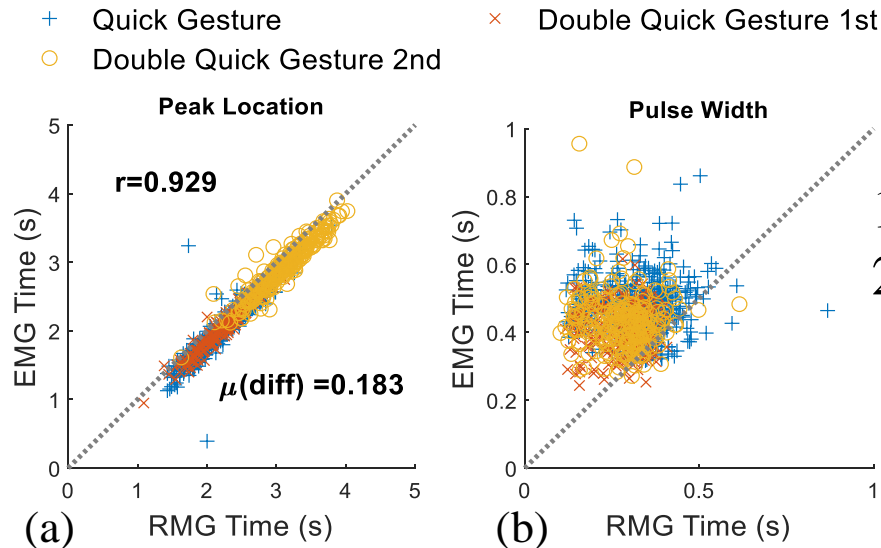 Quick Gesture
Double Quick Gesture 1st
Double Quick Gesture 2nd
Peak Location
5
4
3
2
1
0
EMG Time (s)
r=0.929
μ(diff) =0.183
0
1
2
3
4
5
RMG Time (s)
(a)
Pulse Width
1
0.8
0.6
0.4
0.2
0
EMG Time (s)
0
0.5
1
RMG Time (s)
(b)
2